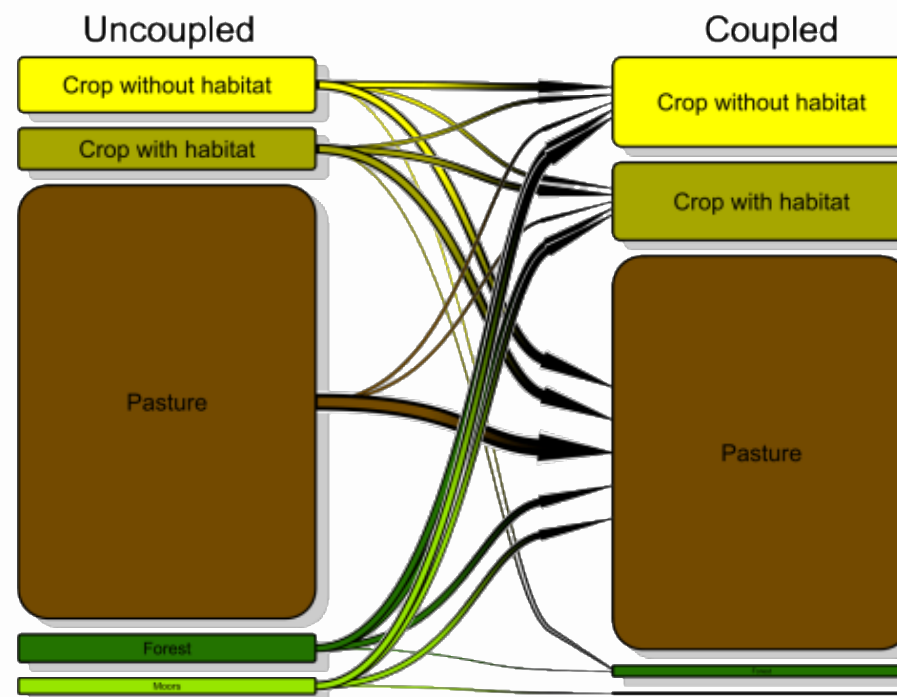 Uncoupled
Coupled
Crop without habitat
Crop without habitat
Crop with habitat
Crop with habitat
Pasture
Pasture
Forest
Moors